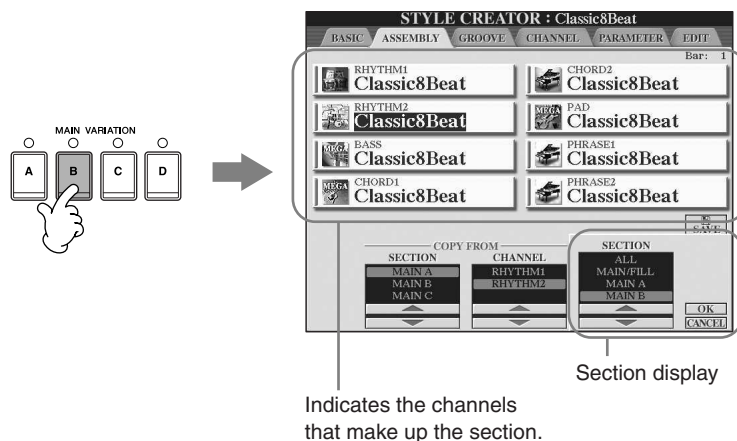 STYLE CREATOR : Classic8Beat
BASIC ASSEMBLY GROOVE CHANNEL PARAMETER EDIT
Bar: 1
RHYTHM1
Classic8Beat
CHORD2
Classic8Beat
RHYTHM2
Classic8Beat
MEGA
PAD
Classic8Beat
MEGA
BASS
Classic8Beat
PHRASE1
Classic8Beat
MEGA
CHORD1
Classic8Beat
PHRASE2
Classic8Beat
SAVE
MAIN VARIATION
A B C D
COPY FROM
SECTION
MAIN A
MAIN B
MAIN C
CHANNEL
RHYTHM1
RHYTHM2
SECTION
ALL
MAIN/FILL
MAIN A
MAIN B
OK
CANCEL
Section display
Indicates the channels
that make up the section.